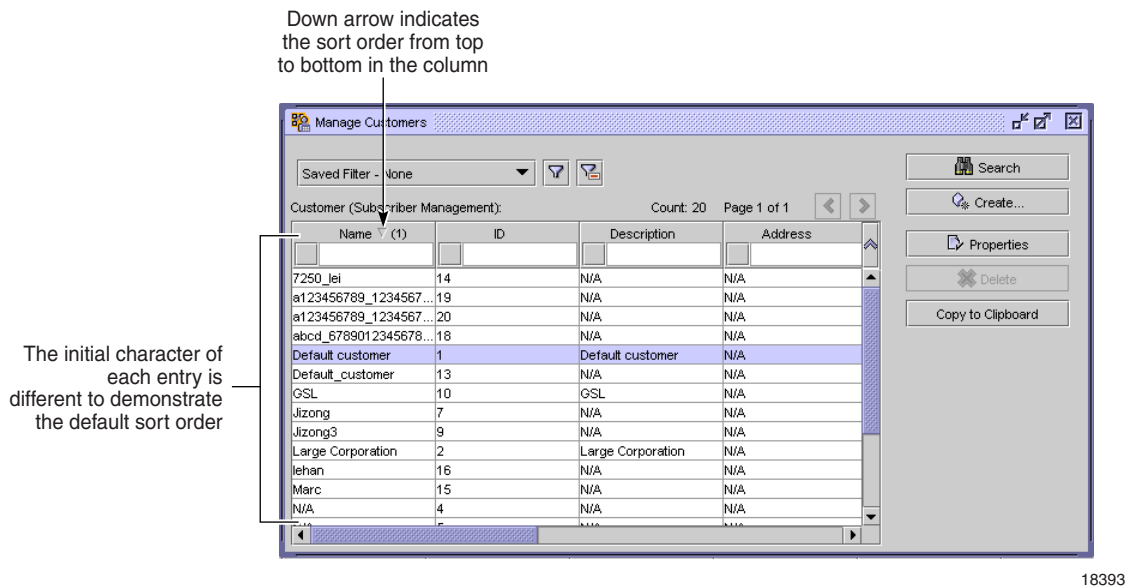 Down arrow indicates
the sort order from top
to bottom in the column
Manage Customers
Saved Filter - None
Search
Create...
Customer (Subscriber Management): Count: 20 Page 1 of 1
Name (1) ID Description Address
Properties
Delete
Copy to Clipboard
7250_lei 14 N/A N/A
a123456789_1234567... 19 N/A N/A
a123456789_1234567... 20 N/A N/A
abcd_6789012345678... 18 N/A N/A
Default customer 1 Default customer N/A
Default_customer 13 N/A N/A
GSL 10 GSL N/A
Jizong 7 N/A N/A
Jizong3 9 N/A N/A
Large Corporation 2 Large Corporation N/A
lehan 16 N/A N/A
Marc 15 N/A N/A
N/A 4 N/A N/A
The initial character of
each entry is
different to demonstrate
the default sort order
18393